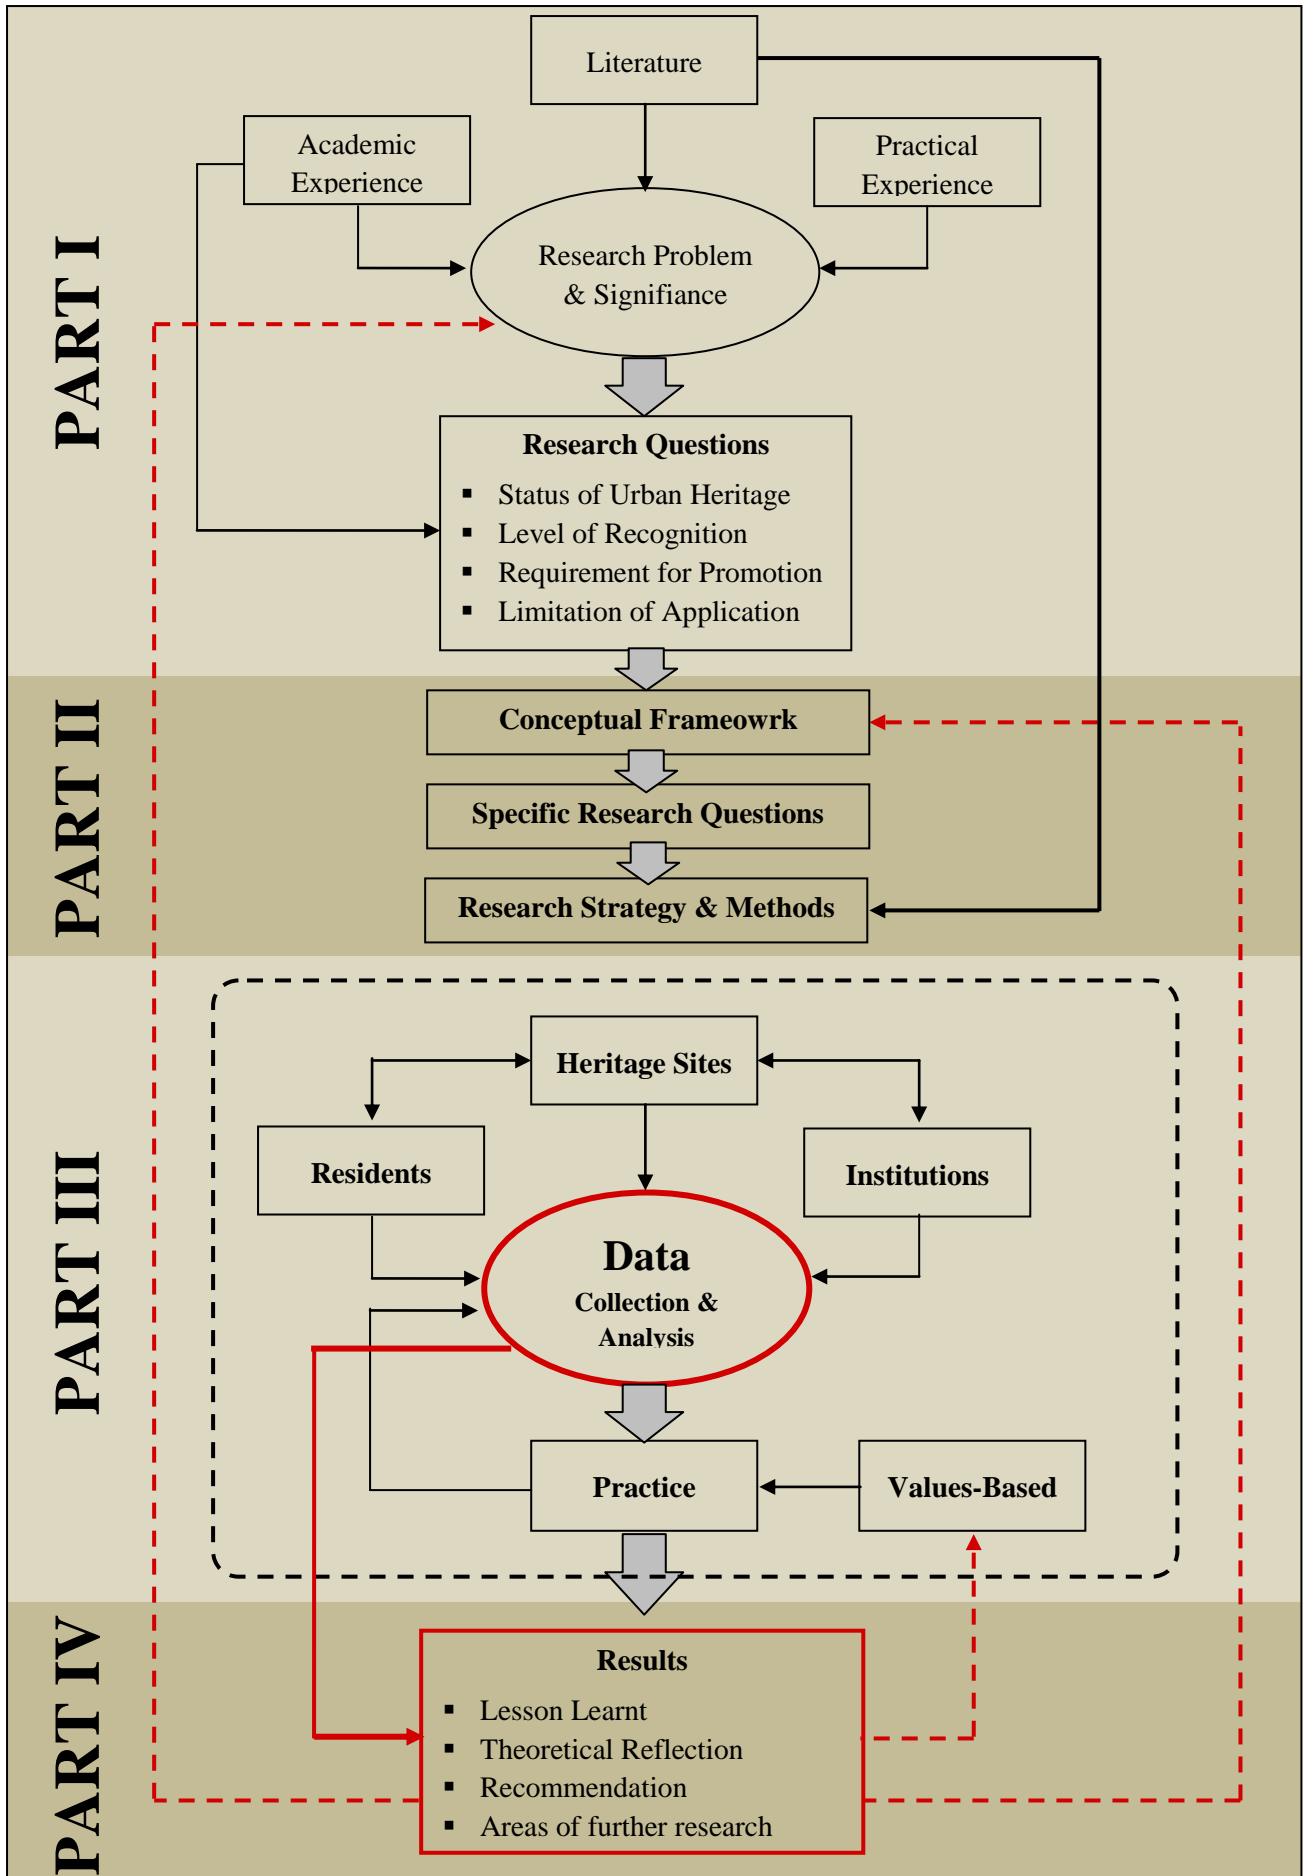 Literature
Academic
Experience
Practical
Experience
PART I
Research Problem
& Signifiance
Research Questions
▪ Status of Urban Heritage
▪ Level of Recognition
▪ Requirement for Promotion
▪ Limitation of Application
PART II
Conceptual Frameowrk
Specific Research Questions
Research Strategy & Methods
PART III
Heritage Sites
Residents
Institutions
Data
Collection &
Analysis
Practice
Values-Based
PART IV
Results
▪ Lesson Learnt
▪ Theoretical Reflection
▪ Recommendation
▪ Areas of further research